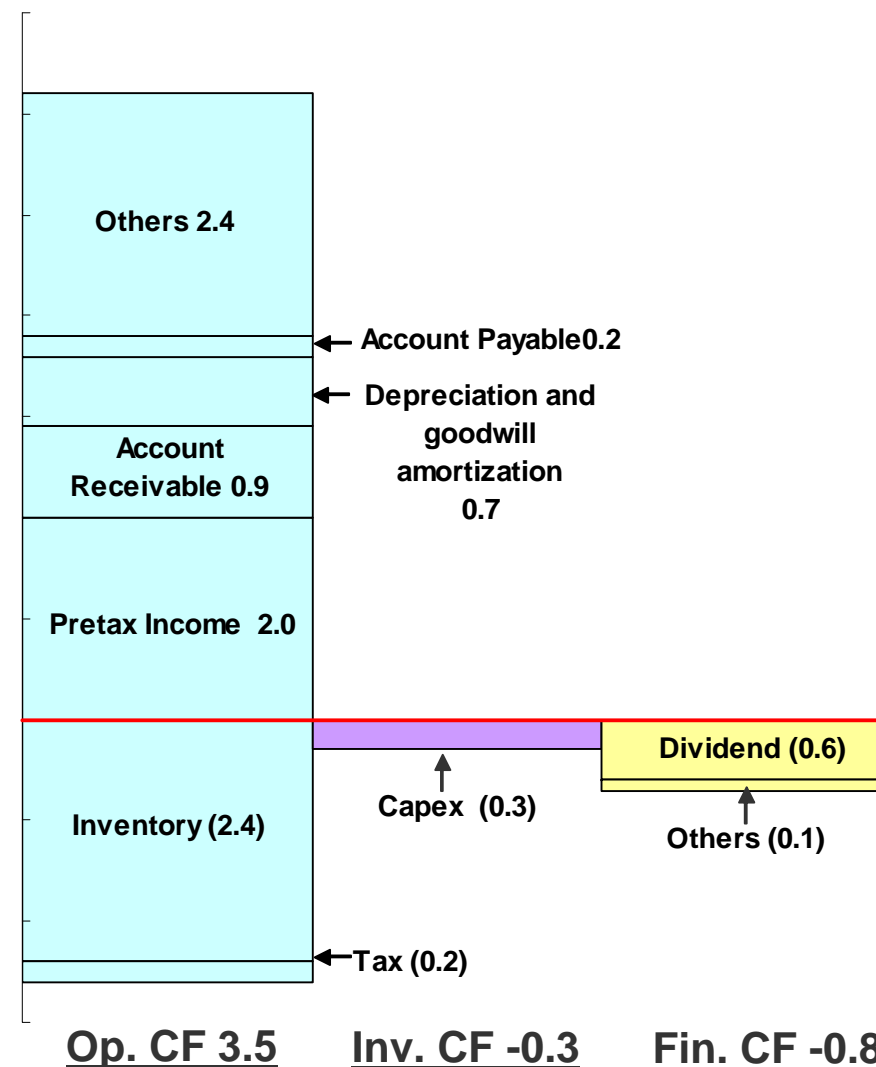 Others 2.4
Account Payable0.2
Depreciation and
goodwill
amortization
0.7
Account
Receivable 0.9
Pretax Income 2.0
Dividend (0.6)
Capex (0.3)
Others (0.1)
Inventory (2.4)
Tax (0.2)
Op. CF 3.5
Inv. CF -0.3
Fin. CF -0.8